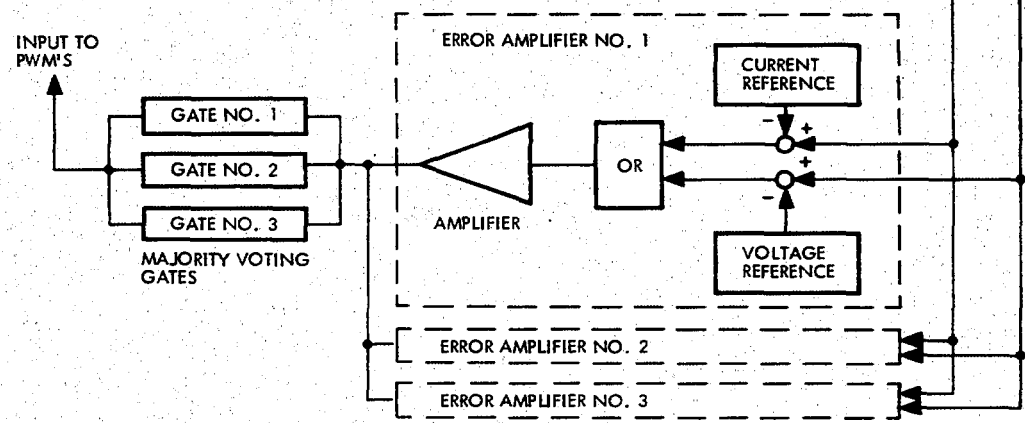 INPUT TO
PWM'S
ERROR AMPLIFIER NO. 1
CURRENT
REFERENCE
GATE NO. 1
GATE NO. 2
GATE NO. 3
MAJORITY VOTING
GATES
AMPLIFIER
OR
-
+
+
-
VOLTAGE
REFERENCE
ERROR AMPLIFIER NO. 2
ERROR AMPLIFIER NO. 3